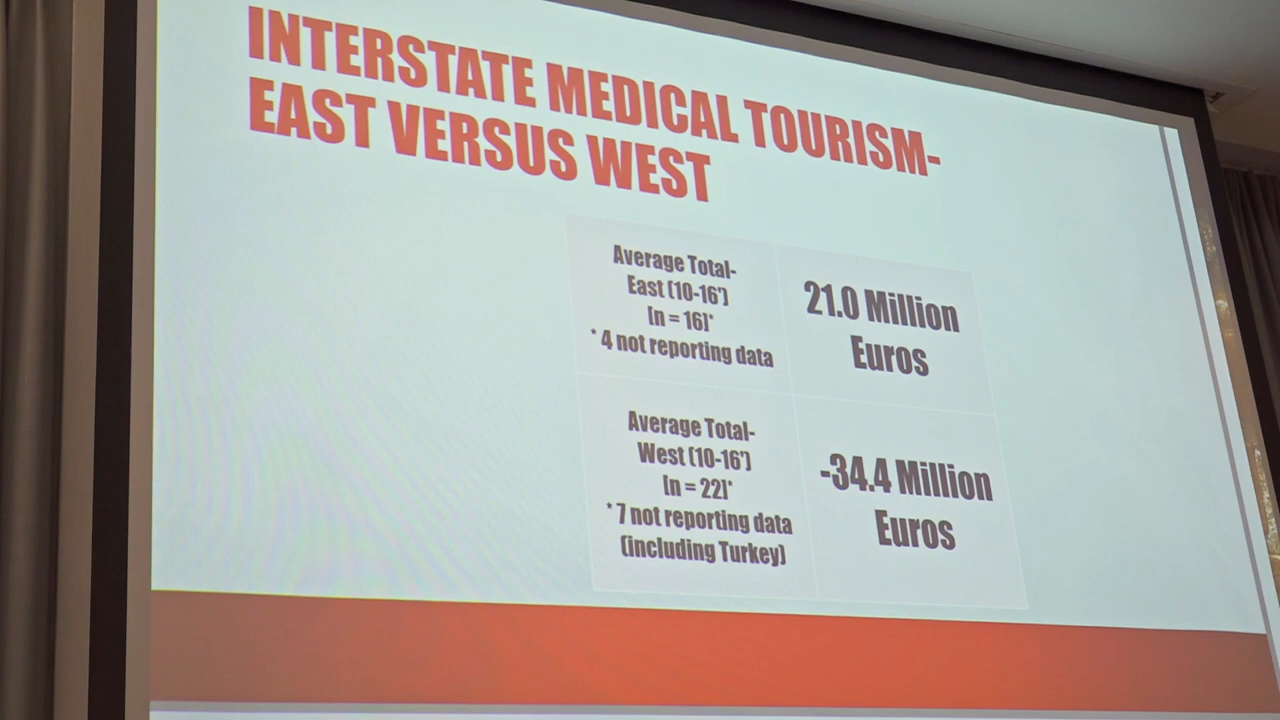 INTERSTATE MEDICAL TOURISM-
EAST VERSUS WEST
Average Total-
East (10-16')
[n = 16]*
* 4 not reporting data
21.0 Million
Euros
Average Total-
West (10-16')
[n = 22]*
* 7 not reporting data
(including Turkey)
-34.4 Million
Euros